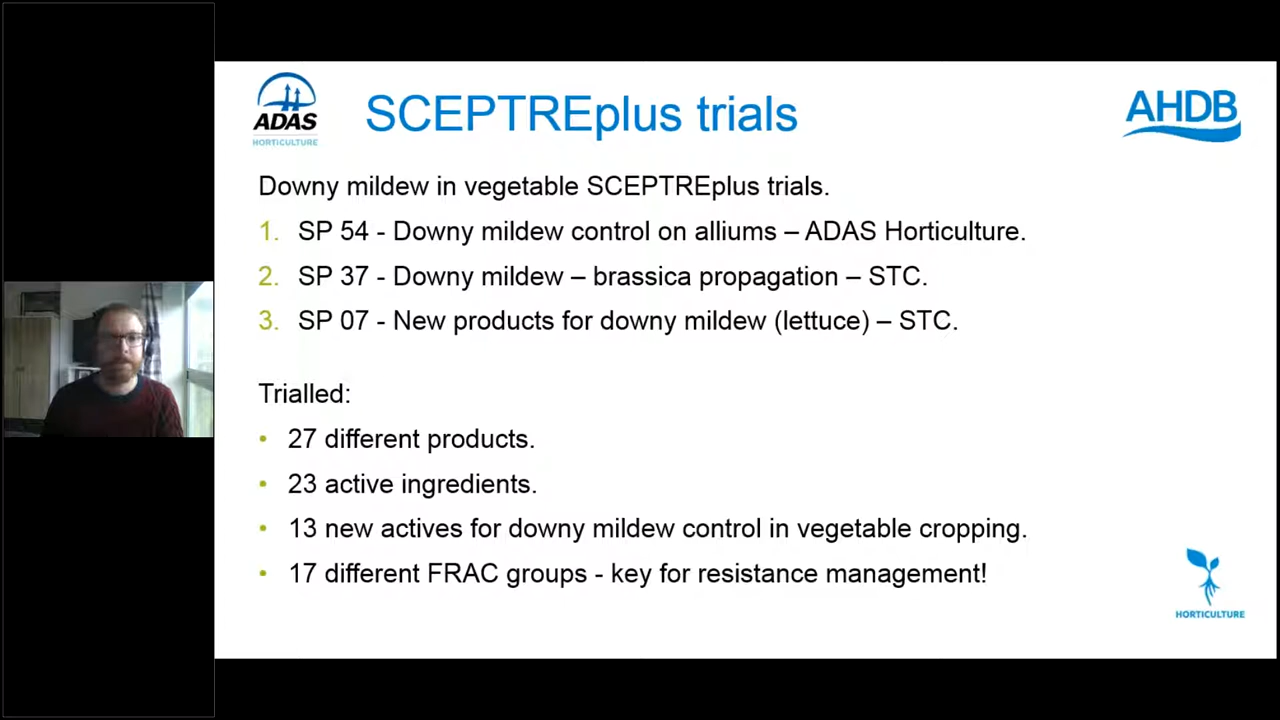 ADAS
HORTICULTURE
SCEPTREplus trials
AHDB
Downy mildew in vegetable SCEPTREplus trials.
1. SP 54 - Downy mildew control on alliums – ADAS Horticulture.
2. SP 37 - Downy mildew – brassica propagation – STC.
3. SP 07 - New products for downy mildew (lettuce) – STC.
Trialled:
• 27 different products.
• 23 active ingredients.
• 13 new actives for downy mildew control in vegetable cropping.
• 17 different FRAC groups - key for resistance management!
HORTICULTURE